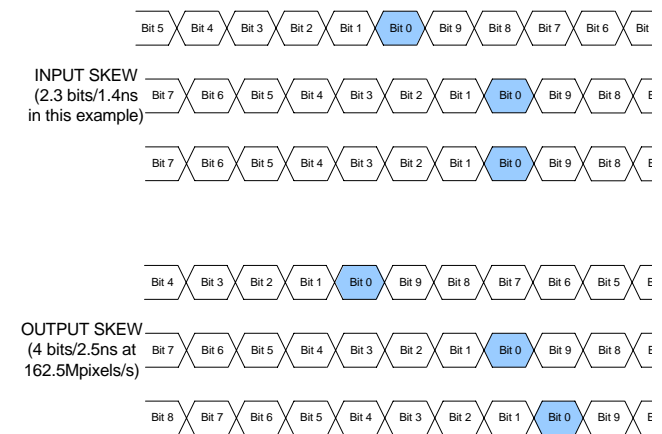 Bit 5 Bit 4 Bit 3 Bit 2 Bit 1 Bit 0 Bit 9 Bit 8 Bit 7 Bit 6 Bit
INPUT SKEW
(2.3 bits/1.4ns
in this example)
Bit 7 Bit 6 Bit 5 Bit 4 Bit 3 Bit 2 Bit 1 Bit 0 Bit 9 Bit 8
Bit 7 Bit 6 Bit 5 Bit 4 Bit 3 Bit 2 Bit 1 Bit 0 Bit 9 Bit 8
Bit 4 Bit 3 Bit 2 Bit 1 Bit 0 Bit 9 Bit 8 Bit 7 Bit 6 Bit 5
OUTPUT SKEW
(4 bits/2.5ns at
162.5Mpixels/s)
Bit 7 Bit 6 Bit 5 Bit 4 Bit 3 Bit 2 Bit 1 Bit 0 Bit 9 Bit 8
Bit 8 Bit 7 Bit 6 Bit 5 Bit 4 Bit 3 Bit 2 Bit 1 Bit 0 Bit 9